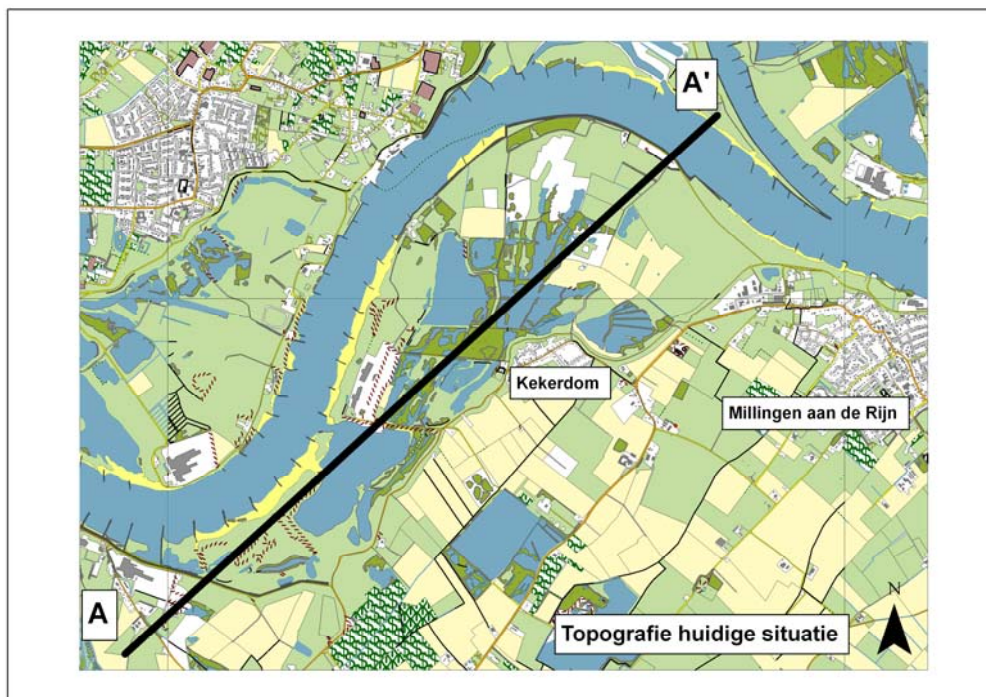 A'
Kekerdom
Millingen aan de Rijn
A
N
Topografie huidige situatie